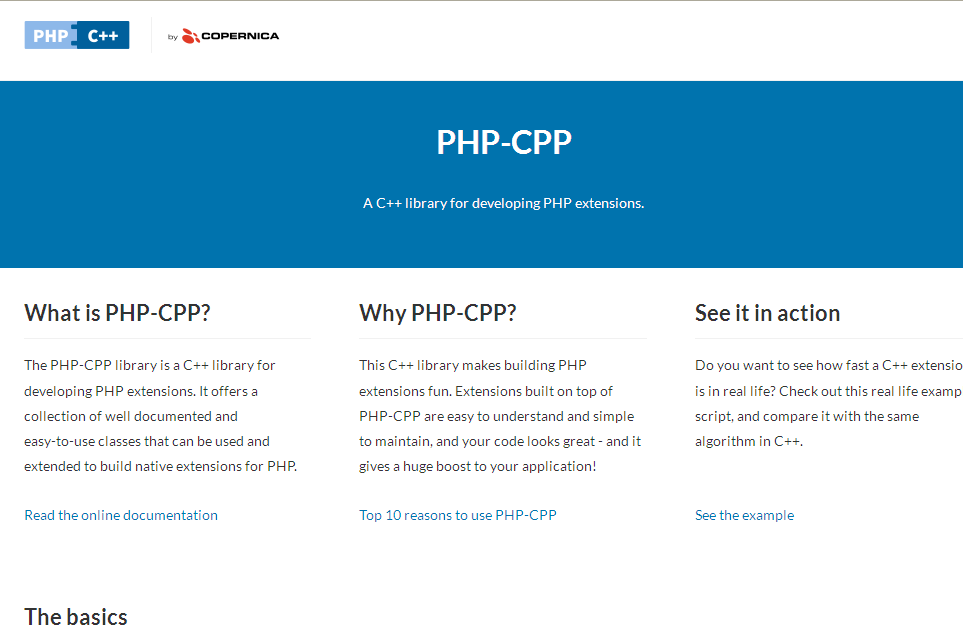 PHP C++ by COPERNICA
PHP-CPP
A C++ library for developing PHP extensions.
What is PHP-CPP?
The PHP-CPP library is a C++ library for
developing PHP extensions. It offers a
collection of well documented and
easy-to-use classes that can be used and
extended to build native extensions for PHP.
Read the online documentation
Why PHP-CPP?
This C++ library makes building PHP
extensions fun. Extensions built on top of
PHP-CPP are easy to understand and simple
to maintain, and your code looks great - and it
gives a huge boost to your application!
Top 10 reasons to use PHP-CPP
See it in action
Do you want to see how fast a C++ extensio
is in real life? Check out this real life examp
script, and compare it with the same
algorithm in C++.
See the example
The basics